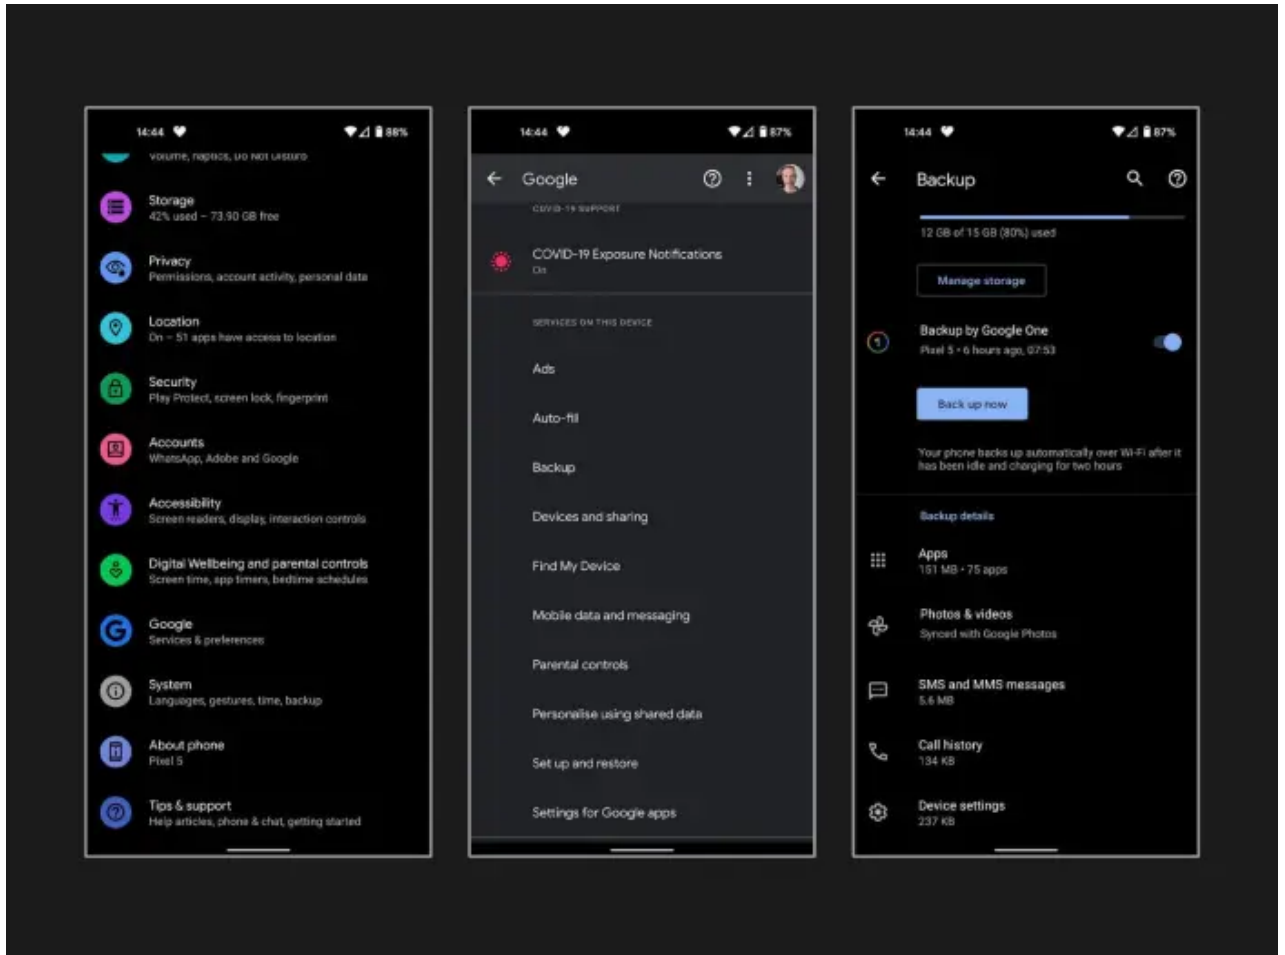 14:44
88%
Volume, haptics, Do Not Disturb
Storage
42% used – 73.90 GB free
Privacy
Permissions, account activity, personal data
Location
On – 51 apps have access to location
Security
Play Protect, screen lock, fingerprint
Accounts
WhatsApp, Adobe and Google
Accessibility
Screen readers, display, interaction controls
Digital Wellbeing and parental controls
Screen time, app timers, bedtime schedules
Google
Services & preferences
System
Languages, gestures, time, backup
About phone
Pixel 5
Tips & support
Help articles, phone & chat, getting started
14:44
87%
Google
COVID-19 SUPPORT
COVID-19 Exposure Notifications
On
SERVICES ON THIS DEVICE
Ads
Auto-fill
Backup
Devices and sharing
Find My Device
Mobile data and messaging
Parental controls
Personalise using shared data
Set up and restore
Settings for Google apps
14:44
87%
Backup
12 GB of 15 GB (80%) used
Manage storage
Backup by Google One
Pixel 5 • 6 hours ago, 07:53
Back up now
Your phone backs up automatically over Wi-Fi after it
has been idle and charging for two hours
Backup details
Apps
151 MB • 75 apps
Photos & videos
Synced with Google Photos
SMS and MMS messages
5.6 MB
Call history
134 KB
Device settings
237 KB